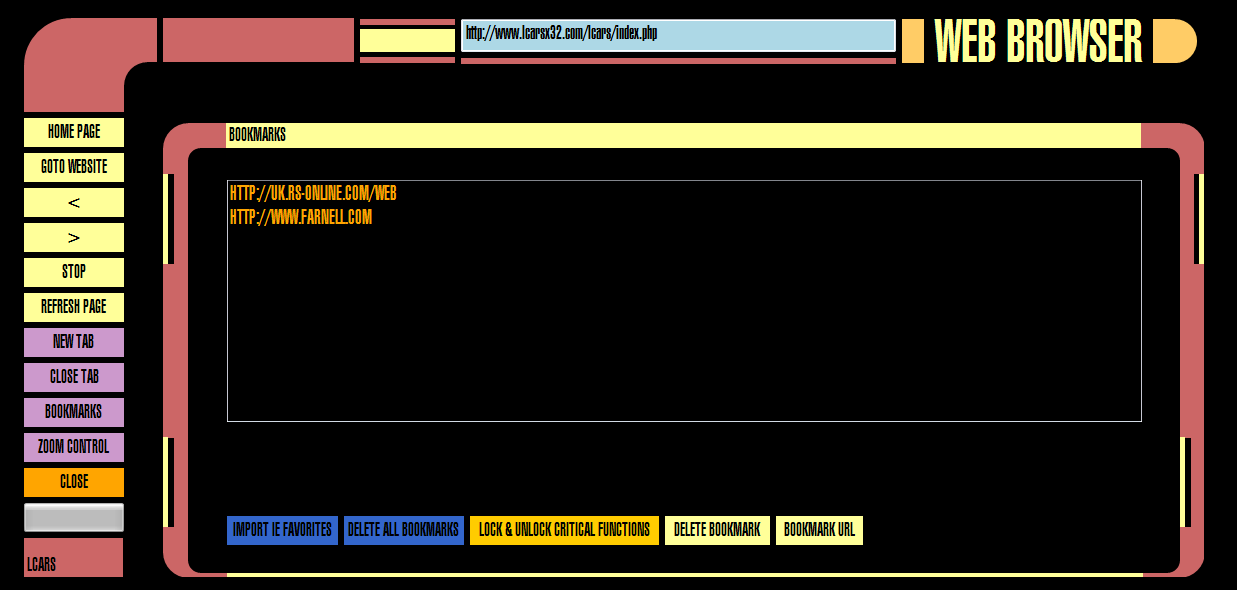 http://www.lcarsx32.com/lcars/index.php
WEB BROWSER
HOME PAGE
GOTO WEBSITE
<
>
STOP
REFRESH PAGE
NEW TAB
CLOSE TAB
BOOKMARKS
ZOOM CONTROL
CLOSE
LCARS
BOOKMARKS
HTTP://UK.RS-ONLINE.COM/WEB
HTTP://WWW.FARNELL.COM
IMPORT IE FAVORITES
DELETE ALL BOOKMARKS
LOCK & UNLOCK CRITICAL FUNCTIONS
DELETE BOOKMARK
BOOKMARK URL